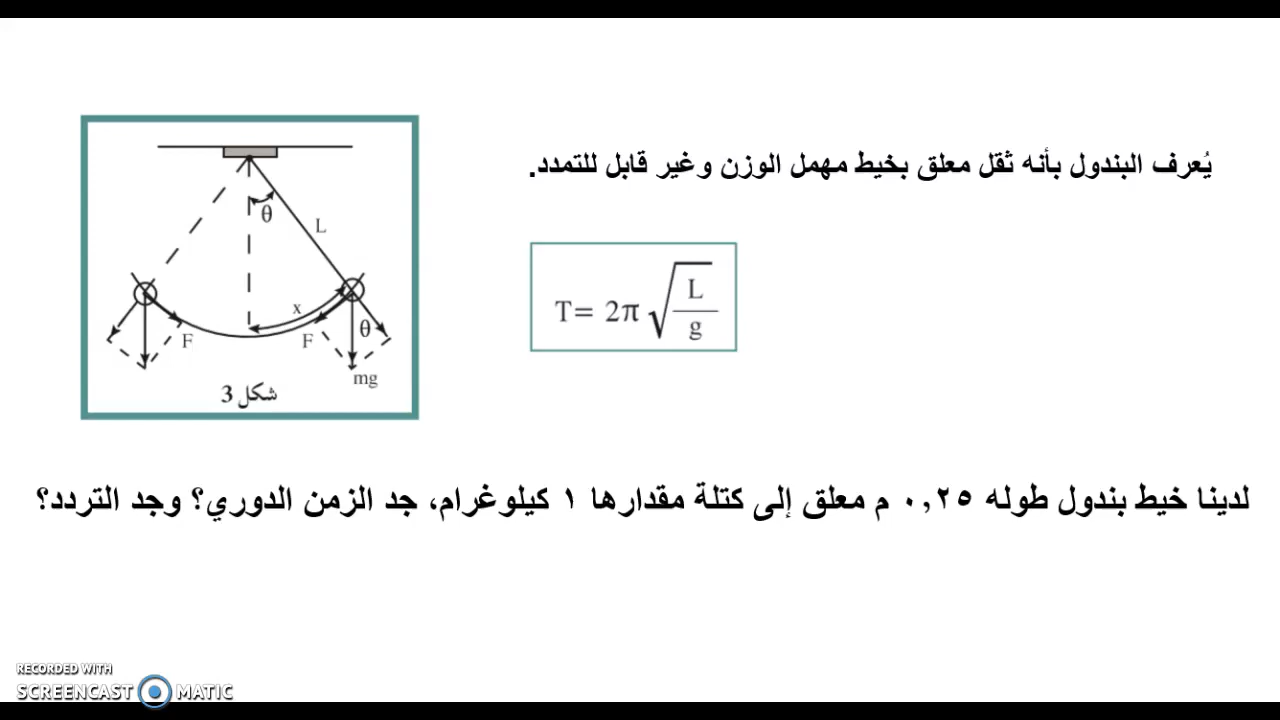 يُعرف البندول بأنه ثقل معلق بخيط مهمل الوزن وغير قابل للتمدد.
θ
L
x
F
F
θ
mg
شكل 3
T= 2π √(L/g)
لدينا خيط بندول طوله ٠,٢٥ م معلق إلى كتلة مقدارها ١ كيلوغرام، جد الزمن الدوري؟ وجد التردد؟
RECORDED WITH
SCREENCAST MATIC